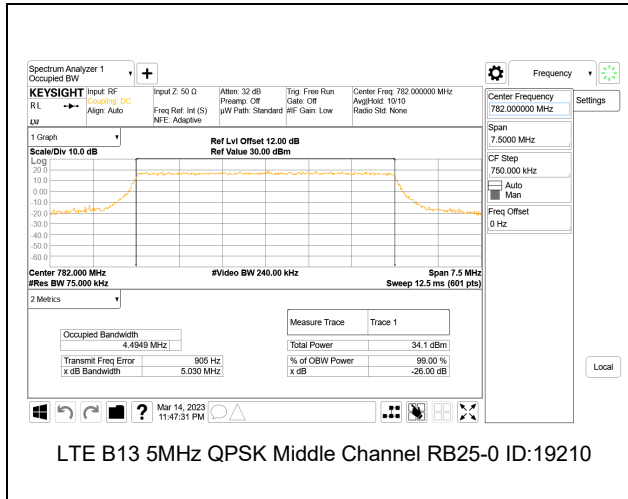 Spectrum Analyzer 1
Occupied BW
+
Frequency
KEYSIGHT Input: RF Input Z: 50 Ω Atten: 32 dB Trig: Free Run Center Freq: 782.000000 MHz
RL Coupling: DC Preamp: Off Gate: Off Avg|Hold: 10/10
Align: Auto Freq Ref: Int (S) µW Path: Standard #IF Gain: Low Radio Std: None
LXI NFE: Adaptive
Center Frequency
782.000000 MHz
Settings
Span
7.5000 MHz
CF Step
750.000 kHz
Auto
Man
Freq Offset
0 Hz
Local
1 Graph
Ref Lvl Offset 12.00 dB
Scale/Div 10.0 dB Ref Value 30.00 dBm
Log
20.0
10.0
0.00
-10.0
-20.0
-30.0
-40.0
-50.0
-60.0
Center 782.000 MHz #Video BW 240.00 kHz Span 7.5 MHz
#Res BW 75.000 kHz Sweep 12.5 ms (601 pts)
2 Metrics
Measure Trace Trace 1
Occupied Bandwidth
4.4949 MHz
Total Power 34.1 dBm
Transmit Freq Error 905 Hz % of OBW Power 99.00 %
x dB Bandwidth 5.030 MHz x dB -26.00 dB
? Mar 14, 2023
11:47:31 PM
LTE B13 5MHz QPSK Middle Channel RB25-0 ID:19210